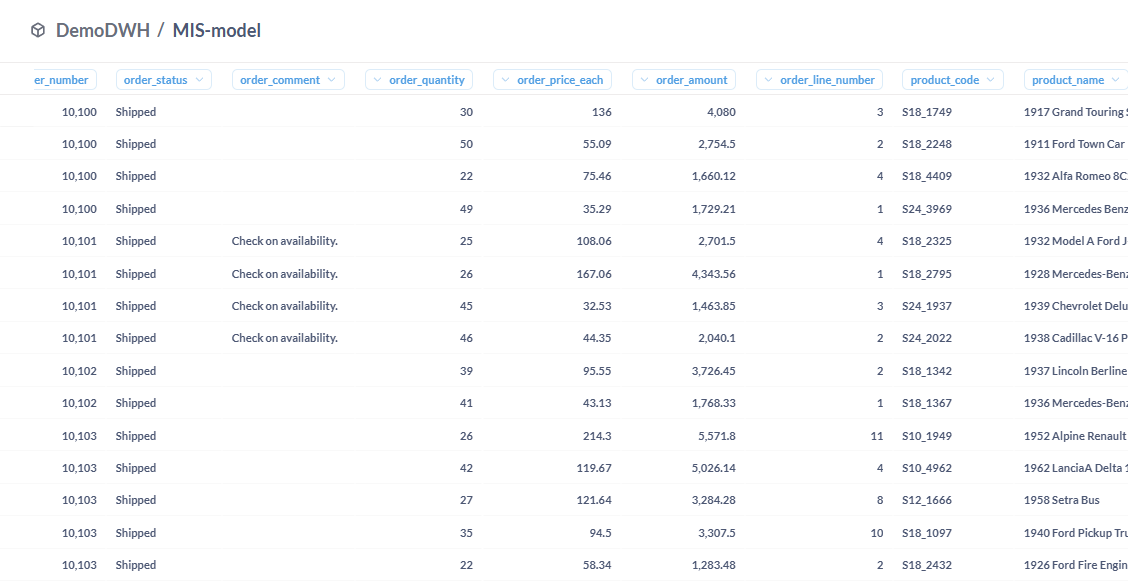 DemoDWH / MIS-model
er_number order_status order_comment order_quantity order_price_each order_amount order_line_number product_code product_name
10,100 Shipped 30 136 4,080 3 S18_1749 1917 Grand Touring S
10,100 Shipped 50 55.09 2,754.5 2 S18_2248 1911 Ford Town Car
10,100 Shipped 22 75.46 1,660.12 4 S18_4409 1932 Alfa Romeo 8C
10,100 Shipped 49 35.29 1,729.21 1 S24_3969 1936 Mercedes Benz
10,101 Shipped Check on availability. 25 108.06 2,701.5 4 S18_2325 1932 Model A Ford J
10,101 Shipped Check on availability. 26 167.06 4,343.56 1 S18_2795 1928 Mercedes-Benz
10,101 Shipped Check on availability. 45 32.53 1,463.85 3 S24_1937 1939 Chevrolet Delu
10,101 Shipped Check on availability. 46 44.35 2,040.1 2 S24_2022 1938 Cadillac V-16 P
10,102 Shipped 39 95.55 3,726.45 2 S18_1342 1937 Lincoln Berline
10,102 Shipped 41 43.13 1,768.33 1 S18_1367 1936 Mercedes-Benz
10,103 Shipped 26 214.3 5,571.8 11 S10_1949 1952 Alpine Renault
10,103 Shipped 42 119.67 5,026.14 4 S10_4962 1962 LanciaA Delta 1
10,103 Shipped 27 121.64 3,284.28 8 S12_1666 1958 Setra Bus
10,103 Shipped 35 94.5 3,307.5 10 S18_1097 1940 Ford Pickup Tru
10,103 Shipped 22 58.34 1,283.48 2 S18_2432 1926 Ford Fire Engin